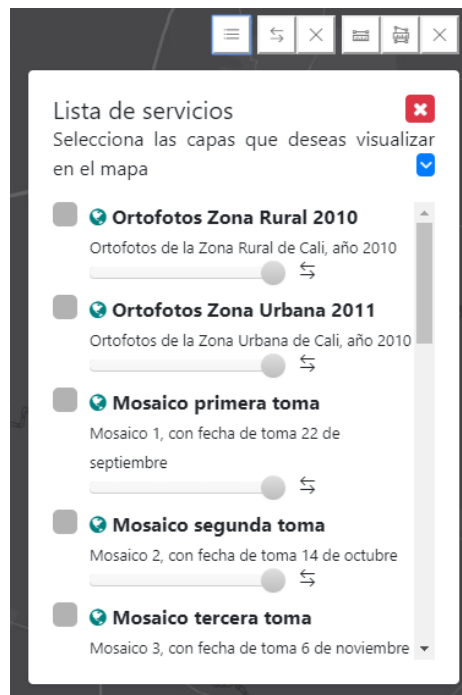 Lista de servicios
Selecciona las capas que deseas visualizar
en el mapa
Ortofotos Zona Rural 2010
Ortofotos de la Zona Rural de Cali, año 2010
Ortofotos Zona Urbana 2011
Ortofotos de la Zona Urbana de Cali, año 2010
Mosaico primera toma
Mosaico 1, con fecha de toma 22 de
septiembre
Mosaico segunda toma
Mosaico 2, con fecha de toma 14 de octubre
Mosaico tercera toma
Mosaico 3, con fecha de toma 6 de noviembre